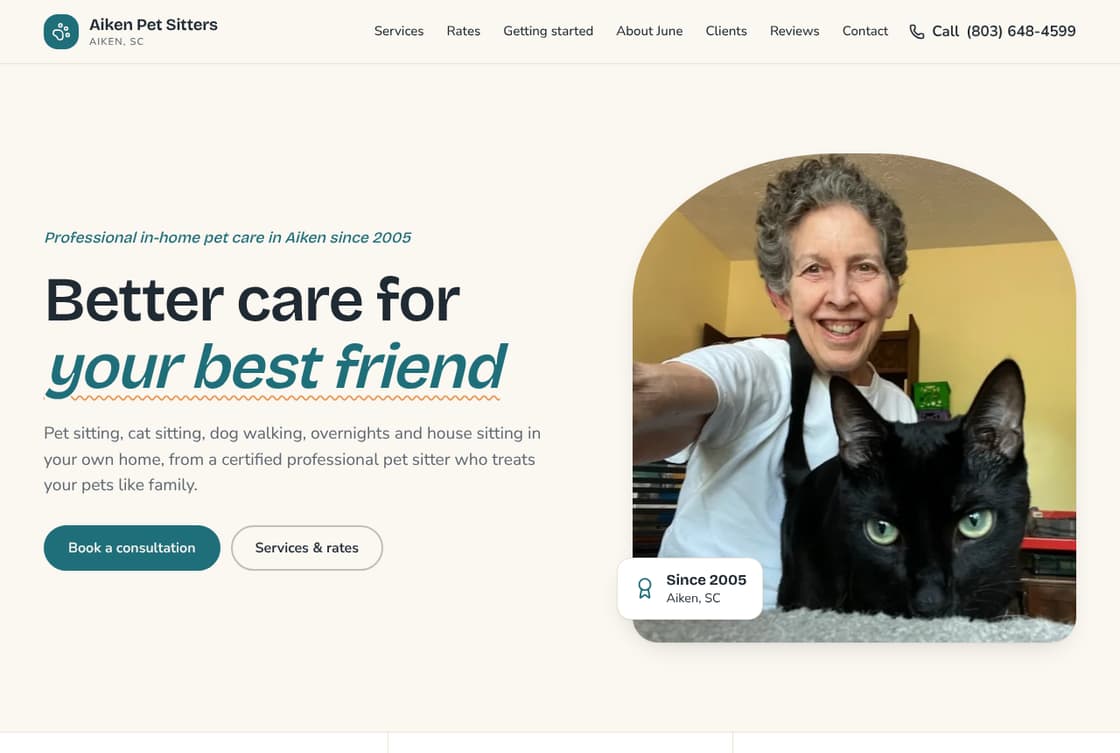 Aiken Pet Sitters
AIKEN, SC
Services
Rates
Getting started
About June
Clients
Reviews
Contact
Call (803) 648-4599
Professional in-home pet care in Aiken since 2005
Better care for
your best friend
Pet sitting, cat sitting, dog walking, overnights and house sitting in
your own home, from a certified professional pet sitter who treats
your pets like family.
Book a consultation
Services & rates
Since 2005
Aiken, SC